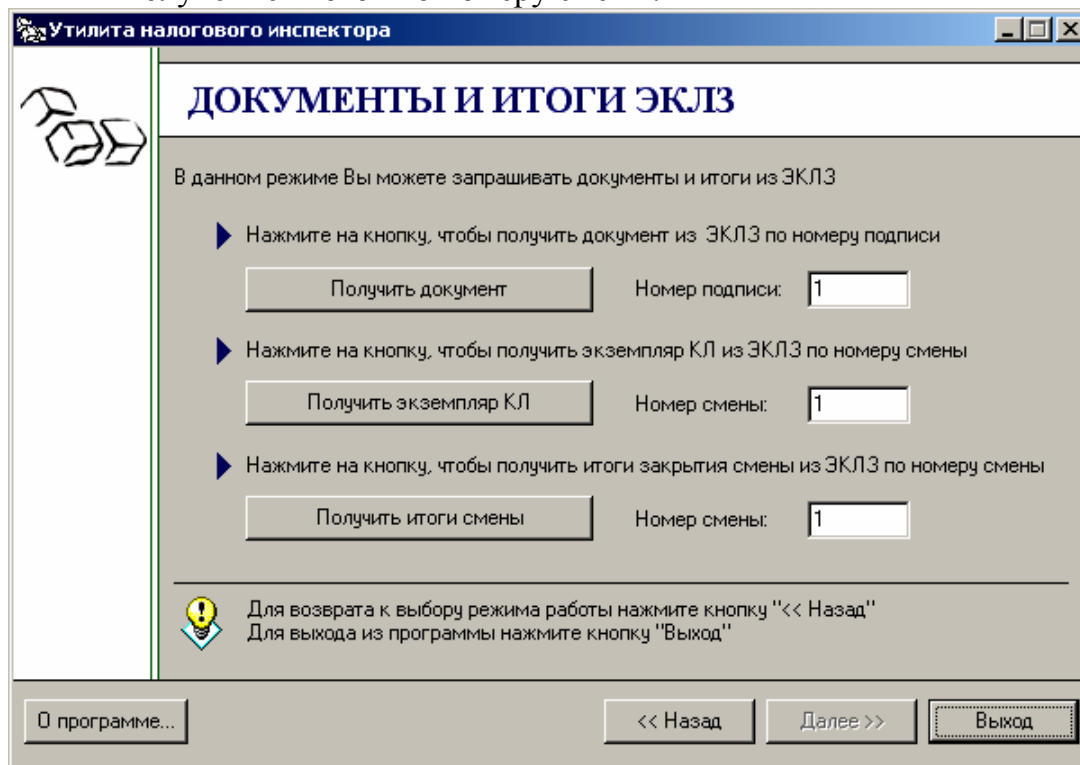 Утилита налогового инспектора
ДОКУМЕНТЫ И ИТОГИ ЭКЛЗ
В данном режиме Вы можете запрашивать документы и итоги из ЭКЛЗ
Нажмите на кнопку, чтобы получить документ из ЭКЛЗ по номеру подписи
Получить документ Номер подписи: 1
Нажмите на кнопку, чтобы получить экземпляр КЛ из ЭКЛЗ по номеру смены
Получить экземпляр КЛ Номер смены: 1
Нажмите на кнопку, чтобы получить итоги закрытия смены из ЭКЛЗ по номеру смены
Получить итоги смены Номер смены: 1
Для возврата к выбору режима работы нажмите кнопку "<< Назад"
Для выхода из программы нажмите кнопку "Выход"
О программе... << Назад Далее >> Выход